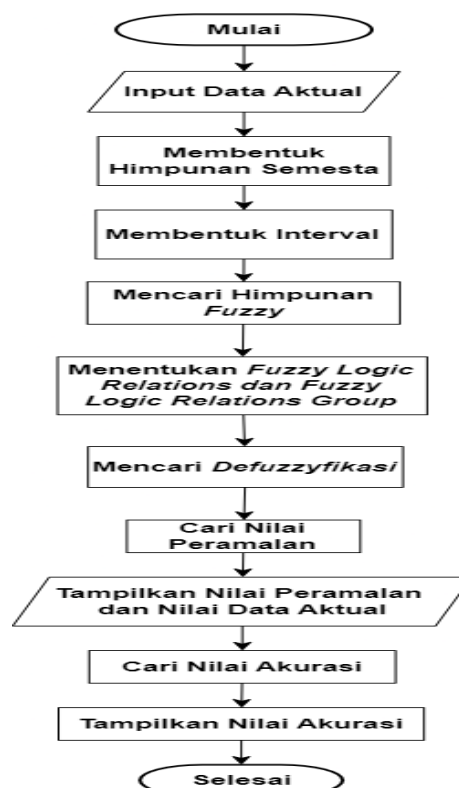 Mulai
Input Data Aktual
Membentuk
Himpunan Semesta
Membentuk Interval
Mencari Himpunan
Fuzzy
Menentukan Fuzzy Logic
Relations dan Fuzzy
Logic Relations Group
Mencari Defuzzyfikasi
Cari Nilai
Peramalan
Tampilkan Nilai Peramalan
dan Nilai Data Aktual
Cari Nilai Akurasi
Tampilkan Nilai Akurasi
Selesai